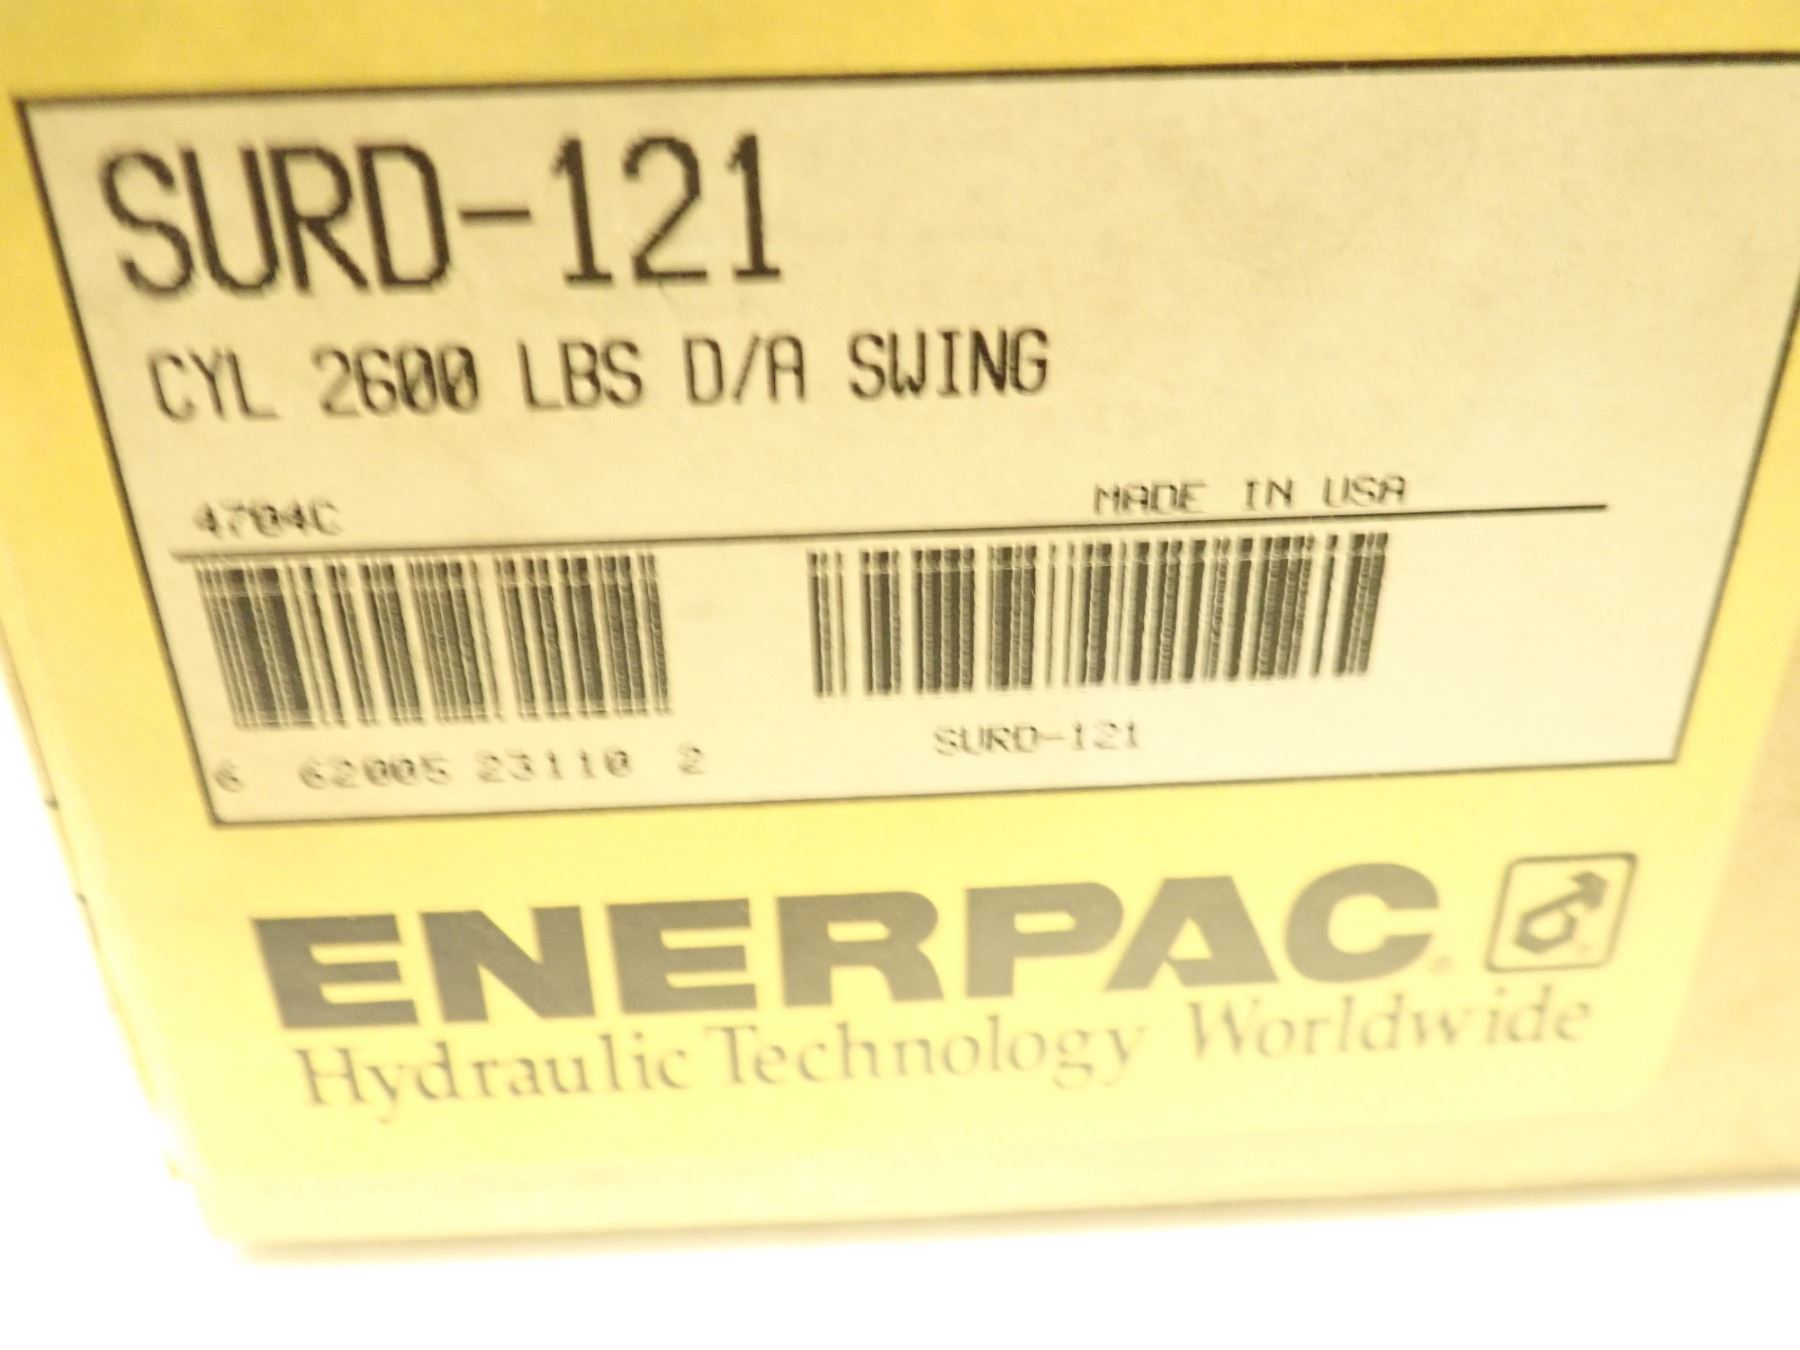 SURD-121
CYL 2600 LBS D/A SWING
4704C
MADE IN USA
6 62005 23110 2
SURD-121
ENERPAC
Hydraulic Technology Worldwide